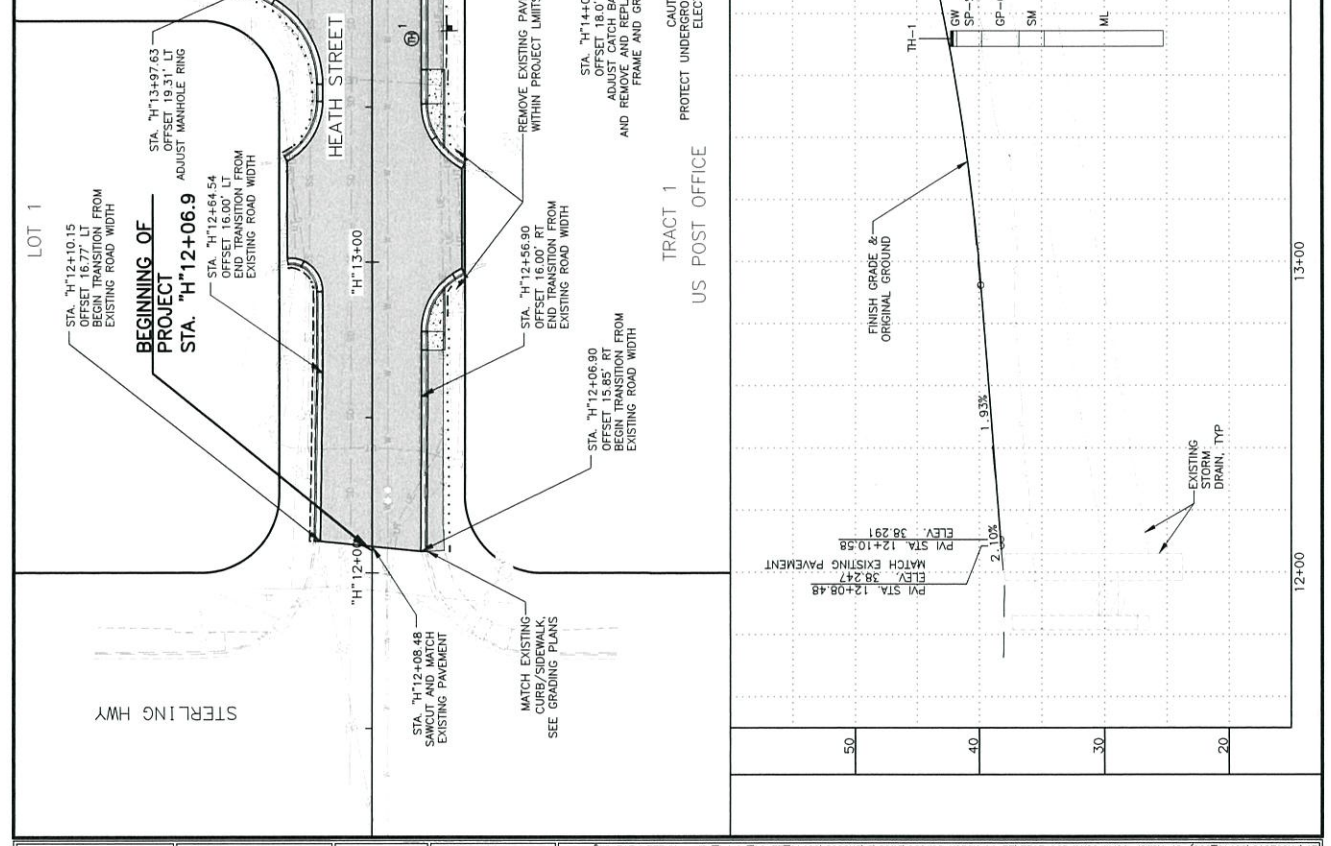 LOT 1
STA. "H"12+10.15
OFFSET 16.77' LT
BEGIN TRANSITION FROM
EXISTING ROAD WIDTH
BEGINNING OF
PROJECT
STA. "H"12+06.9
STA. "H"12+64.54
OFFSET 16.00' LT
END TRANSITION FROM
EXISTING ROAD WIDTH
STA. "H"13+97.63
OFFSET 19.31' LT
ADJUST MANHOLE RING
HEATH STREET
"H"12+00
"H"13+00
TH
1
STERLING HWY
STA. "H"12+08.48
SAWCUT AND MATCH
EXISTING PAVEMENT
MATCH EXISTING
CURB/SIDEWALK,
SEE GRADING PLANS
STA. "H"12+06.90
OFFSET 15.85' RT
BEGIN TRANSITION FROM
EXISTING ROAD WIDTH
STA. "H"12+56.90
OFFSET 16.00' RT
END TRANSITION FROM
EXISTING ROAD WIDTH
REMOVE EXISTING PAV
WITHIN PROJECT LMIITS
STA. "H"14+0
OFFSET 18.0'
ADJUST CATCH BA
AND REMOVE AND REPL
FRAME AND GR
CAUT
PROTECT UNDERGRO
ELECT
TRACT 1
US POST OFFICE
PVI STA. 12+08.48
ELEV. 38.247
MATCH EXISTING PAVEMENT
PVI STA. 12+10.58
ELEV. 38.291
2.10%
1.93%
FINISH GRADE &
ORIGINAL GROUND
TH-1
GW
SP-
GP-
SM
ML
EXISTING
STORM
DRAIN, TYP
50
40
30
20
12+00
13+00